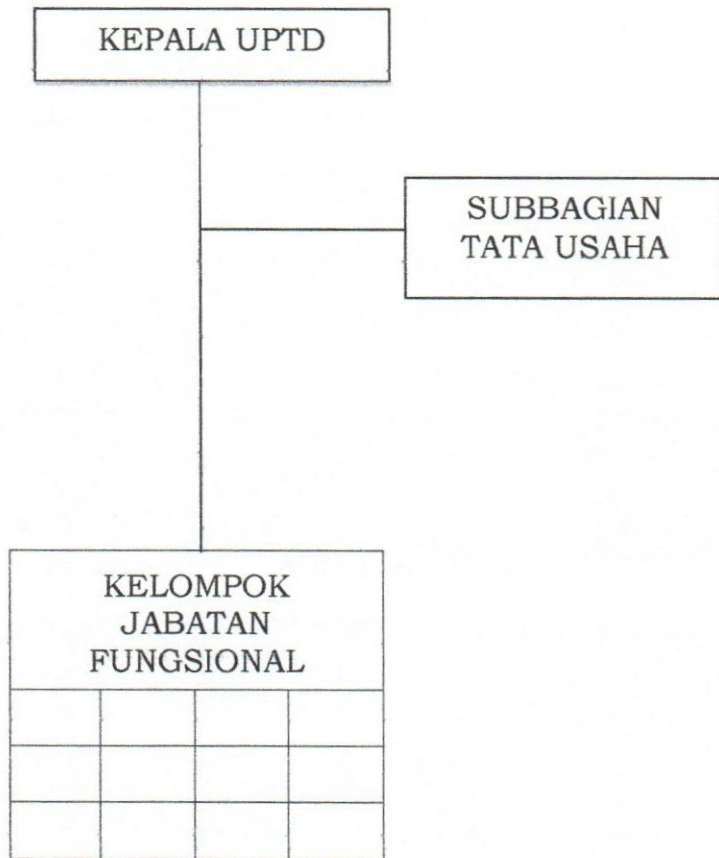 KEPALA UPTD
SUBBAGIAN
TATA USAHA
KELOMPOK
JABATAN
FUNGSIONAL